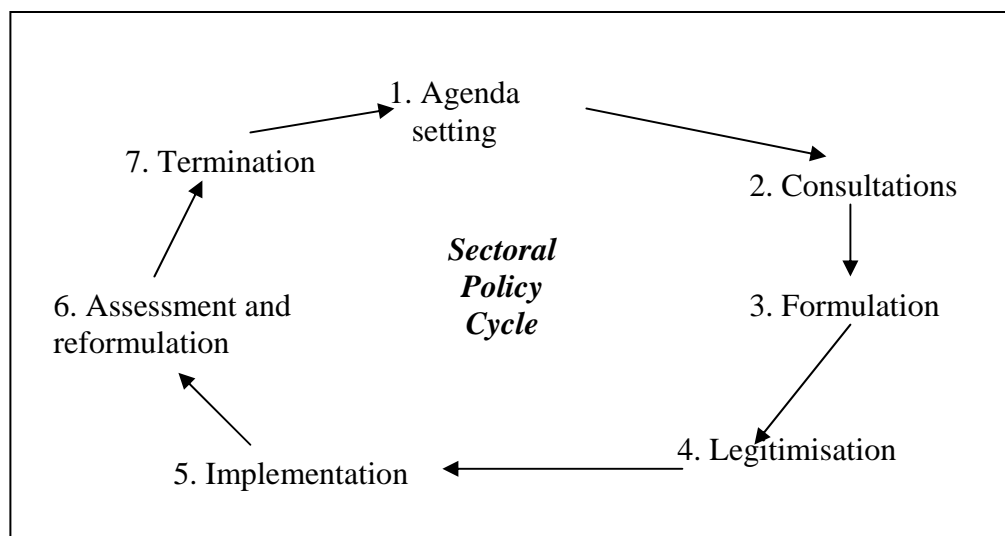 1. Agenda
setting
2. Consultations
3. Formulation
4. Legitimisation
5. Implementation
6. Assessment and
reformulation
7. Termination
Sectoral
Policy
Cycle